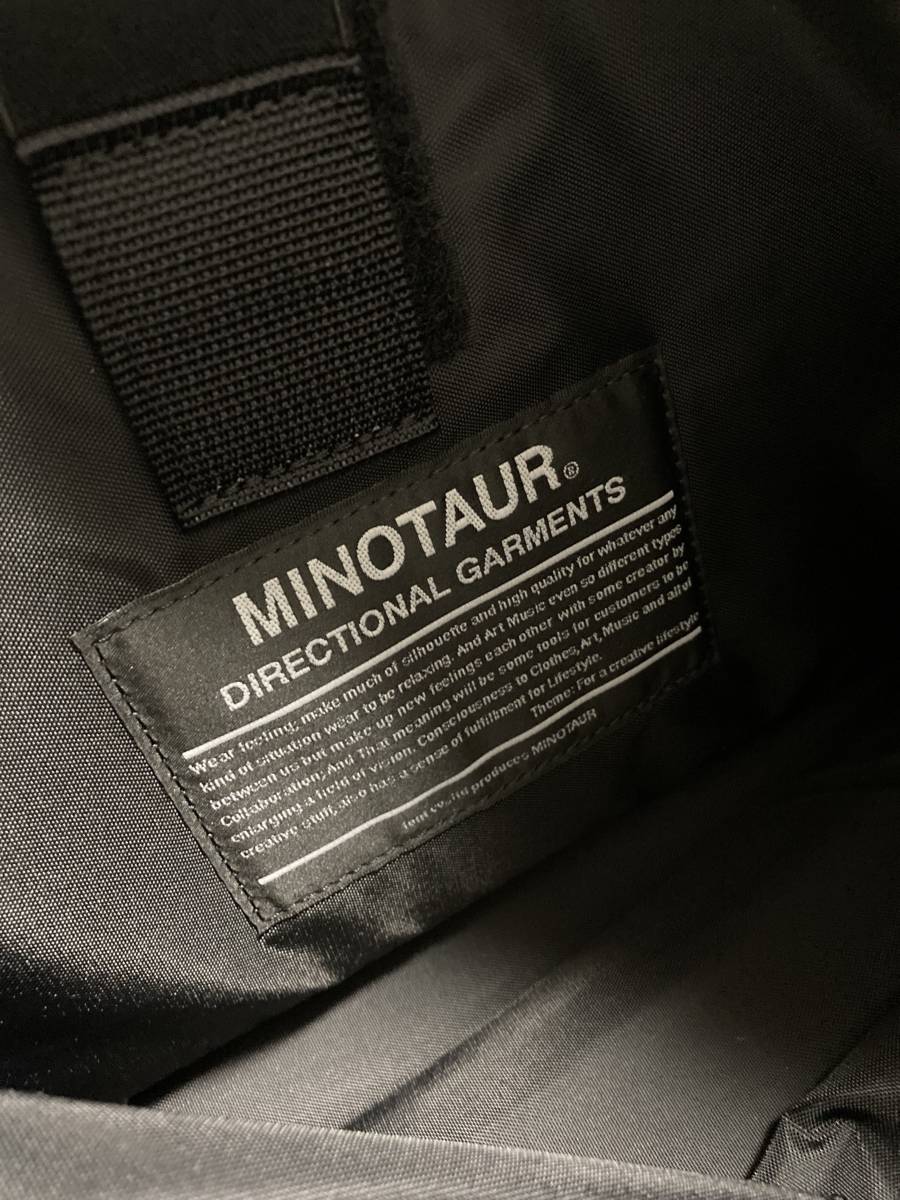 MINOTAUR®
DIRECTIONAL GARMENTS
Wear feeling; make much of silhouette and high quality for whatever any
kind of situation wear to be relaxing. And Art Music even so different types
between us but make up new feelings each other with some creator by
Collaboration; And That meaning will be some tools for customers to be
enlarging a field of vision. Consciousness to Clothes, Art, Music and all of
creative stuff, also has a sense of fulfillment for Lifestyle.
Theme: For a creative lifestyle
co.,ltd produces MINOTAUR